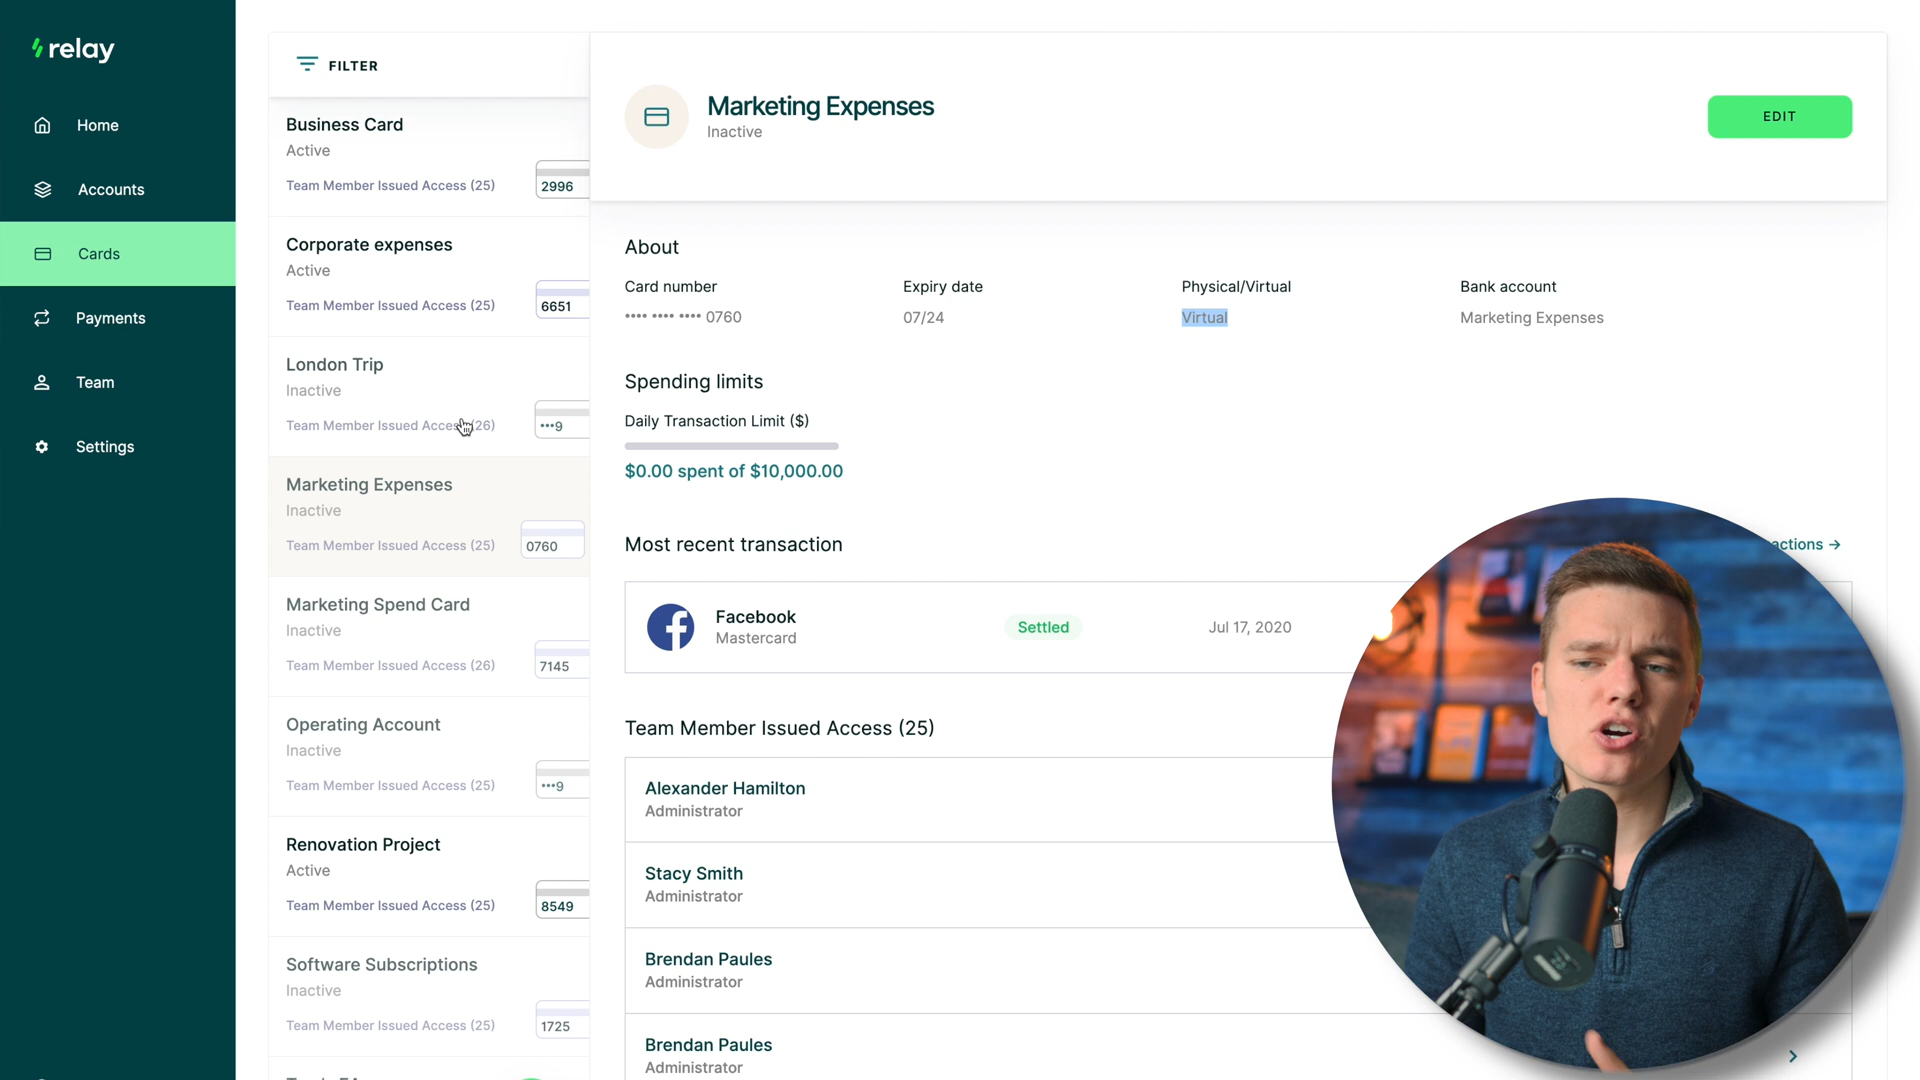 relay
Home
Accounts
Cards
Payments
Team
Settings
FILTER
Business Card
Active
Team Member Issued Access (25)
2996
Corporate expenses
Active
Team Member Issued Access (25)
6651
London Trip
Inactive
Team Member Issued Access (26)
•••9
Marketing Expenses
Inactive
Team Member Issued Access (25)
0760
Marketing Spend Card
Inactive
Team Member Issued Access (26)
7145
Operating Account
Inactive
Team Member Issued Access (25)
•••9
Renovation Project
Active
Team Member Issued Access (25)
8549
Software Subscriptions
Inactive
Team Member Issued Access (25)
1725
Marketing Expenses
Inactive
EDIT
About
Card number
•••• •••• •••• 0760
Expiry date
07/24
Physical/Virtual
Virtual
Bank account
Marketing Expenses
Spending limits
Daily Transaction Limit ($)
$0.00 spent of $10,000.00
Most recent transaction
actions →
Facebook
Mastercard
Settled
Jul 17, 2020
Team Member Issued Access (25)
Alexander Hamilton
Administrator
Stacy Smith
Administrator
Brendan Paules
Administrator
Brendan Paules
Administrator